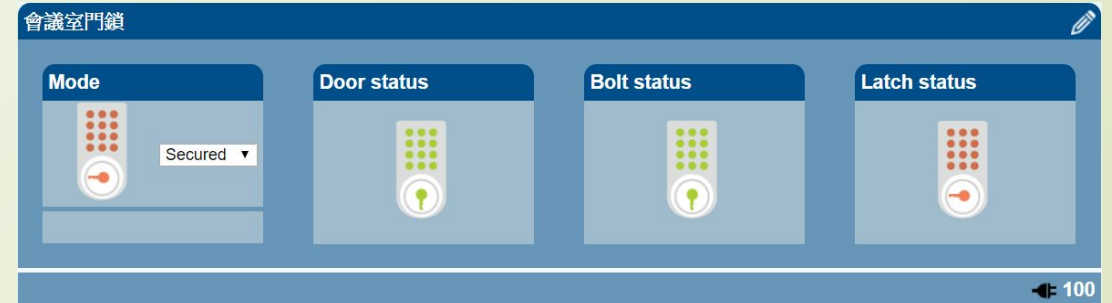 會議室門鎖
Mode
Door status
Bolt status
Latch status
Secured
100